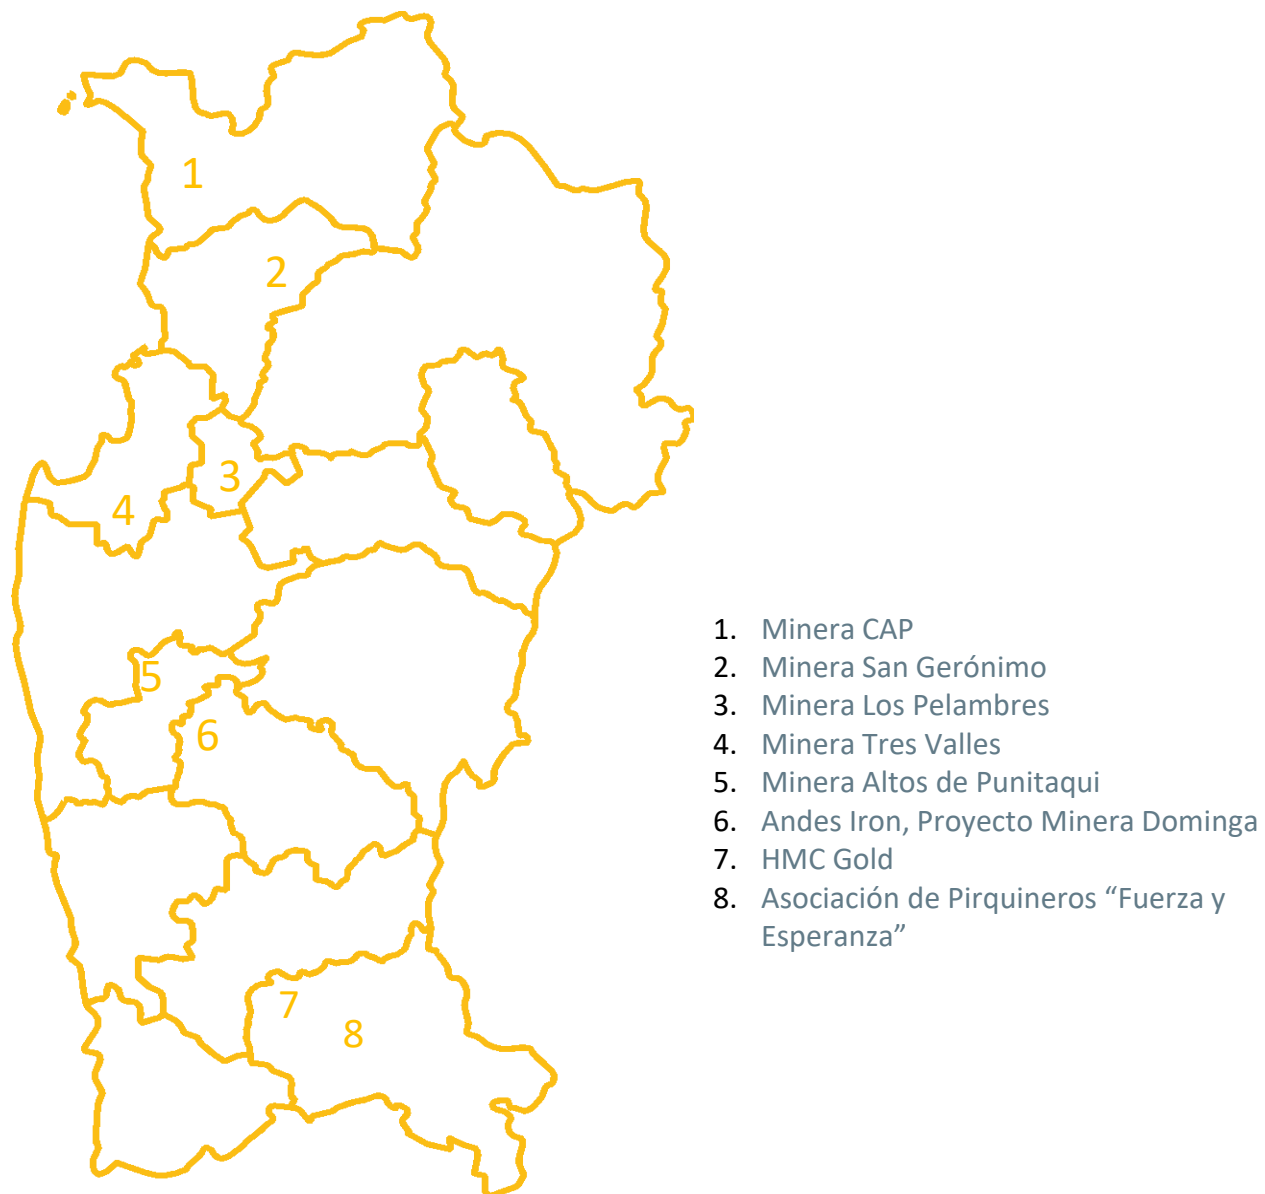 1
2
3
4
5
6
7
8
1. Minera CAP
2. Minera San Gerónimo
3. Minera Los Pelambres
4. Minera Tres Valles
5. Minera Altos de Punitaqui
6. Andes Iron, Proyecto Minera Dominga
7. HMC Gold
8. Asociación de Pirquineros “Fuerza y
Esperanza”